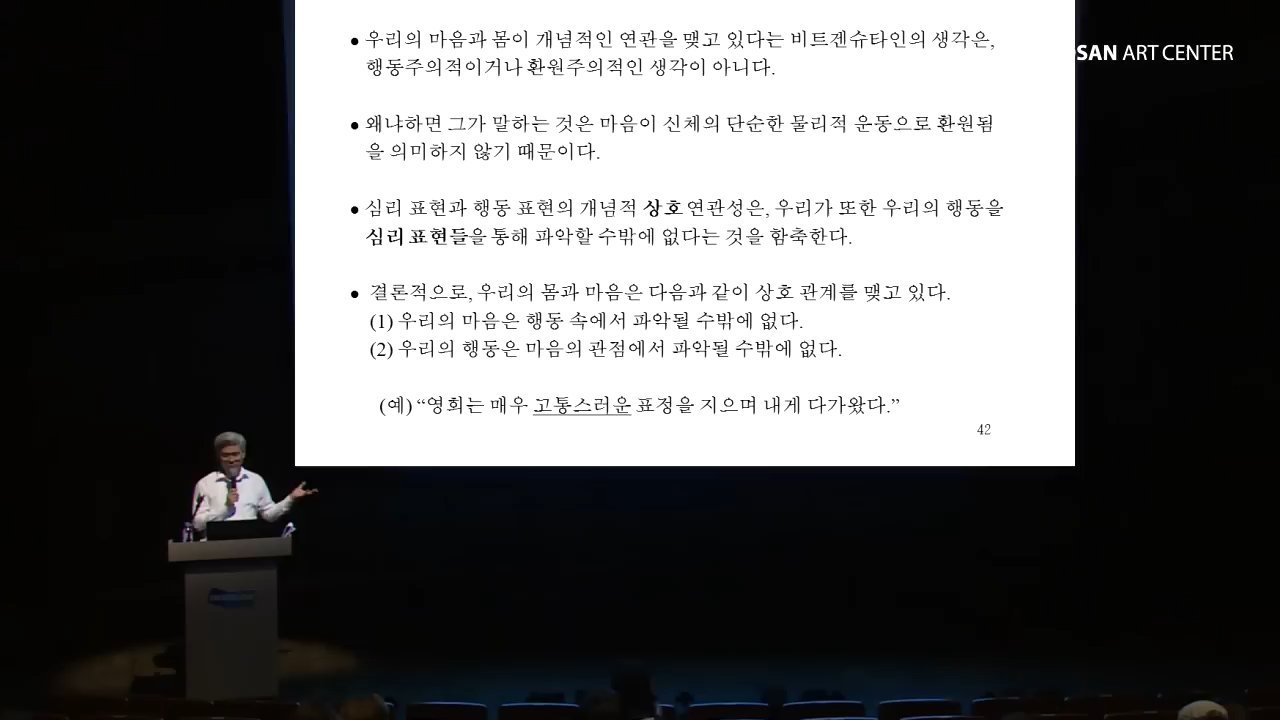 • 우리의 마음과 몸이 개념적인 연관을 맺고 있다는 비트겐슈타인의 생각은,
행동주의적이거나 환원주의적인 생각이 아니다.
• 왜냐하면 그가 말하는 것은 마음이 신체의 단순한 물리적 운동으로 환원됨
을 의미하지 않기 때문이다.
• 심리 표현과 행동 표현의 개념적 상호 연관성은, 우리가 또한 우리의 행동을
심리 표현들을 통해 파악할 수밖에 없다는 것을 함축한다.
• 결론적으로, 우리의 몸과 마음은 다음과 같이 상호 관계를 맺고 있다.
(1) 우리의 마음은 행동 속에서 파악될 수밖에 없다.
(2) 우리의 행동은 마음의 관점에서 파악될 수밖에 없다.
(예) “영희는 매우 고통스러운 표정을 지으며 내게 다가왔다.”
42
SAN ART CENTER